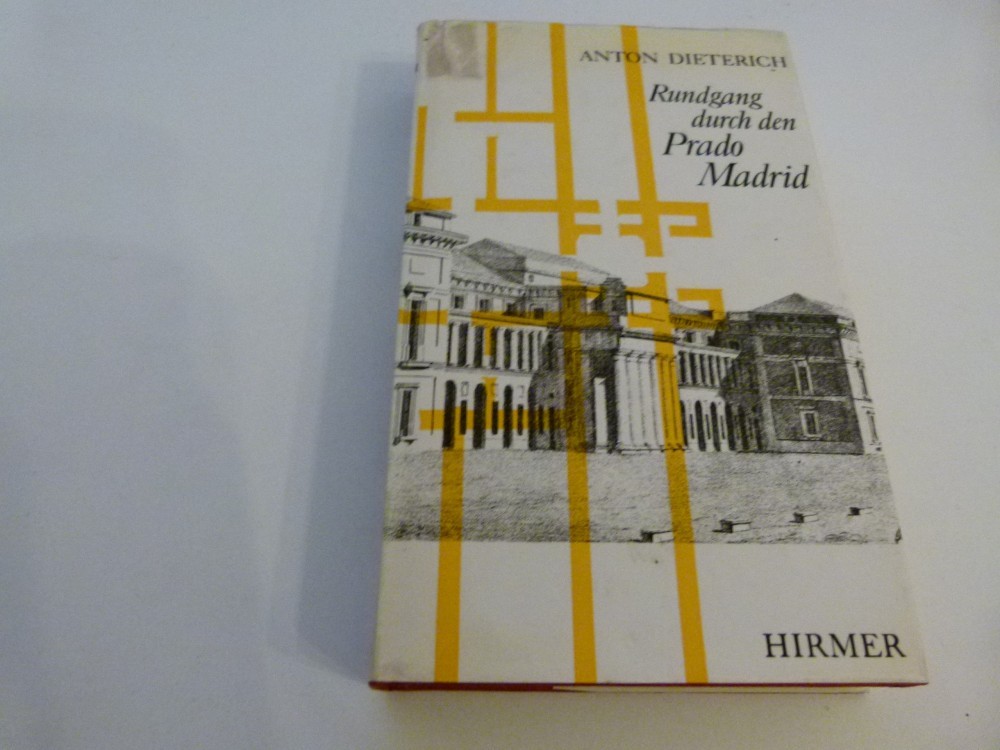 ANTON DIETERICH
Rundgang
durch den
Prado
Madrid
HIRMER